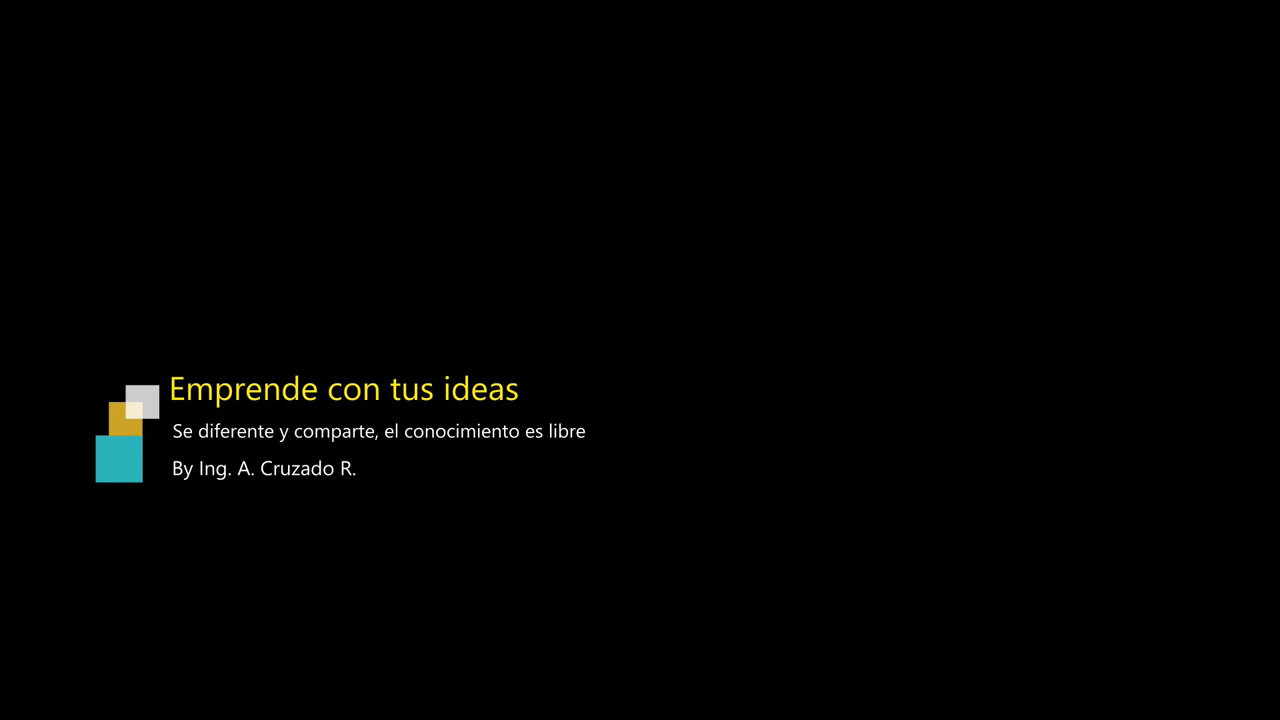 Emprende con tus ideas
Se diferente y comparte, el conocimiento es libre
By Ing. A. Cruzado R.